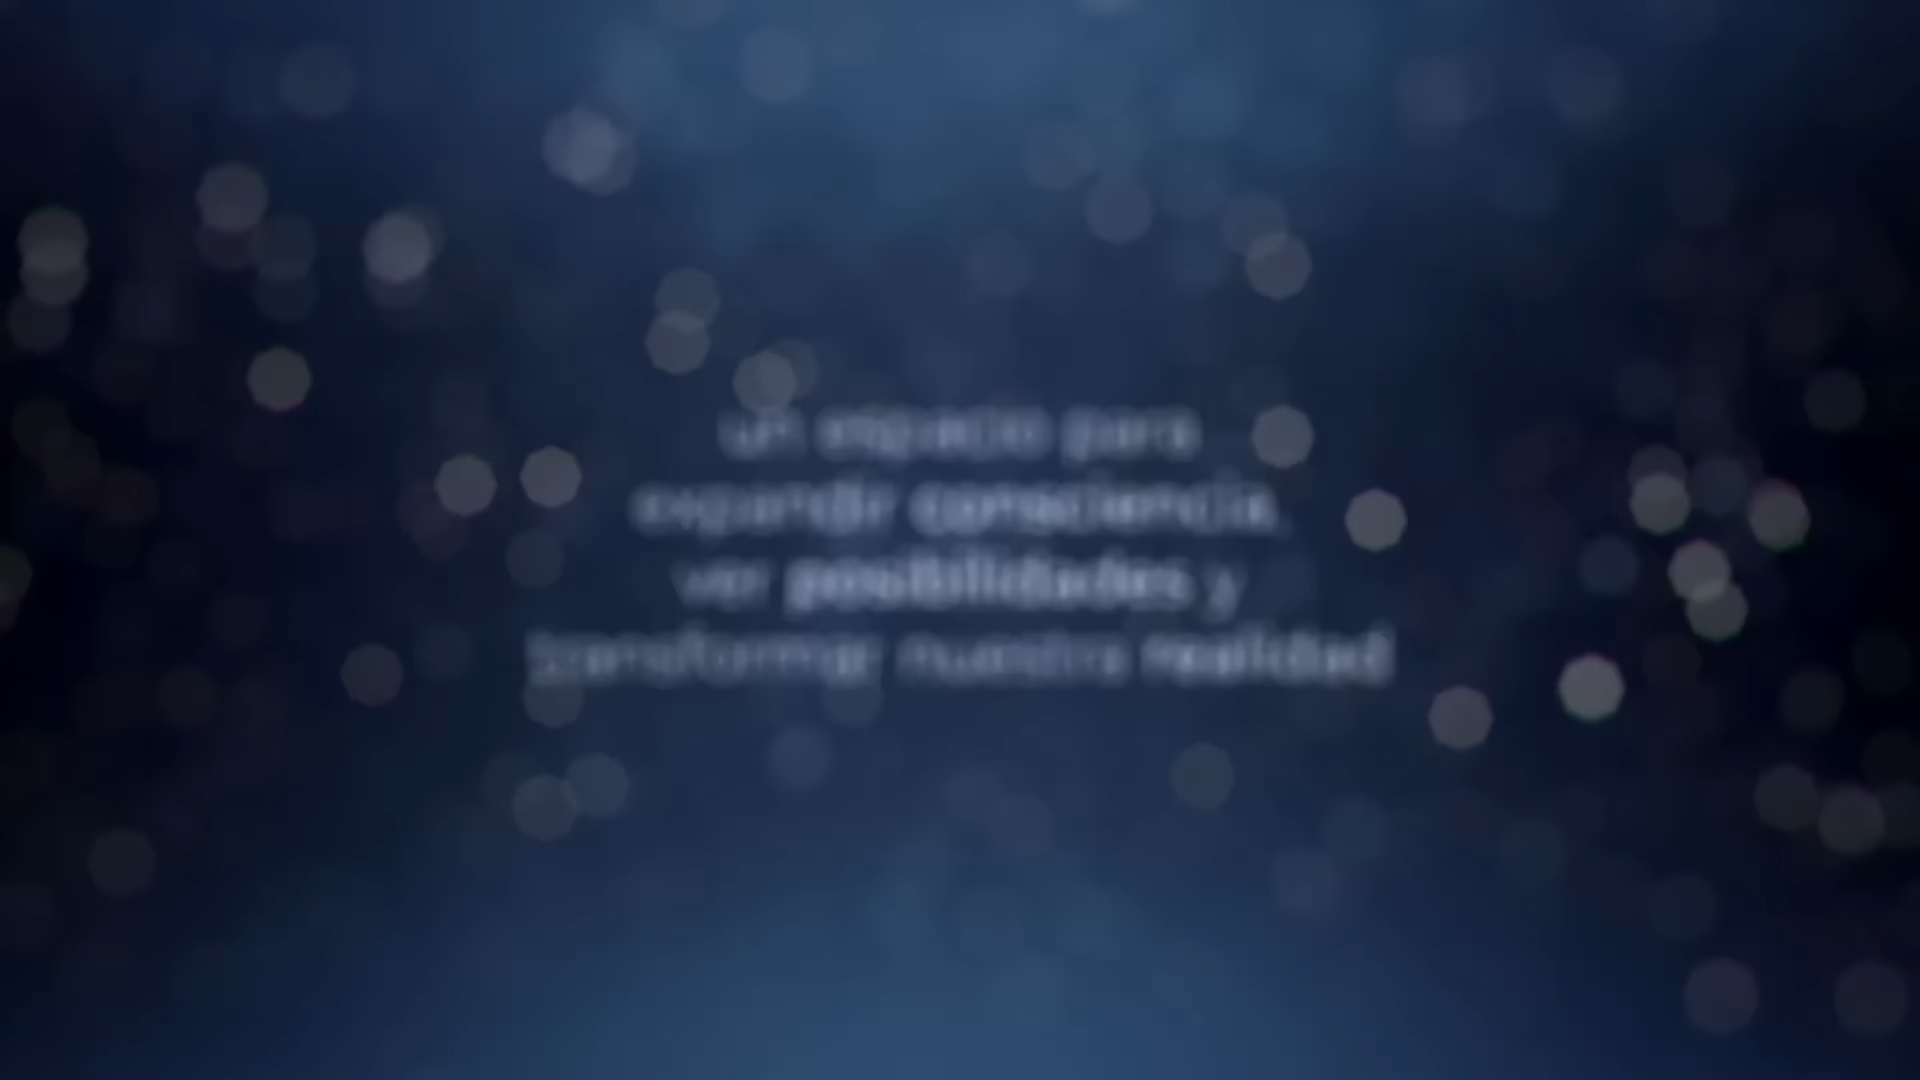 un espacio para
expandir consciencia,
ver posibilidades y
transformar nuestra realidad